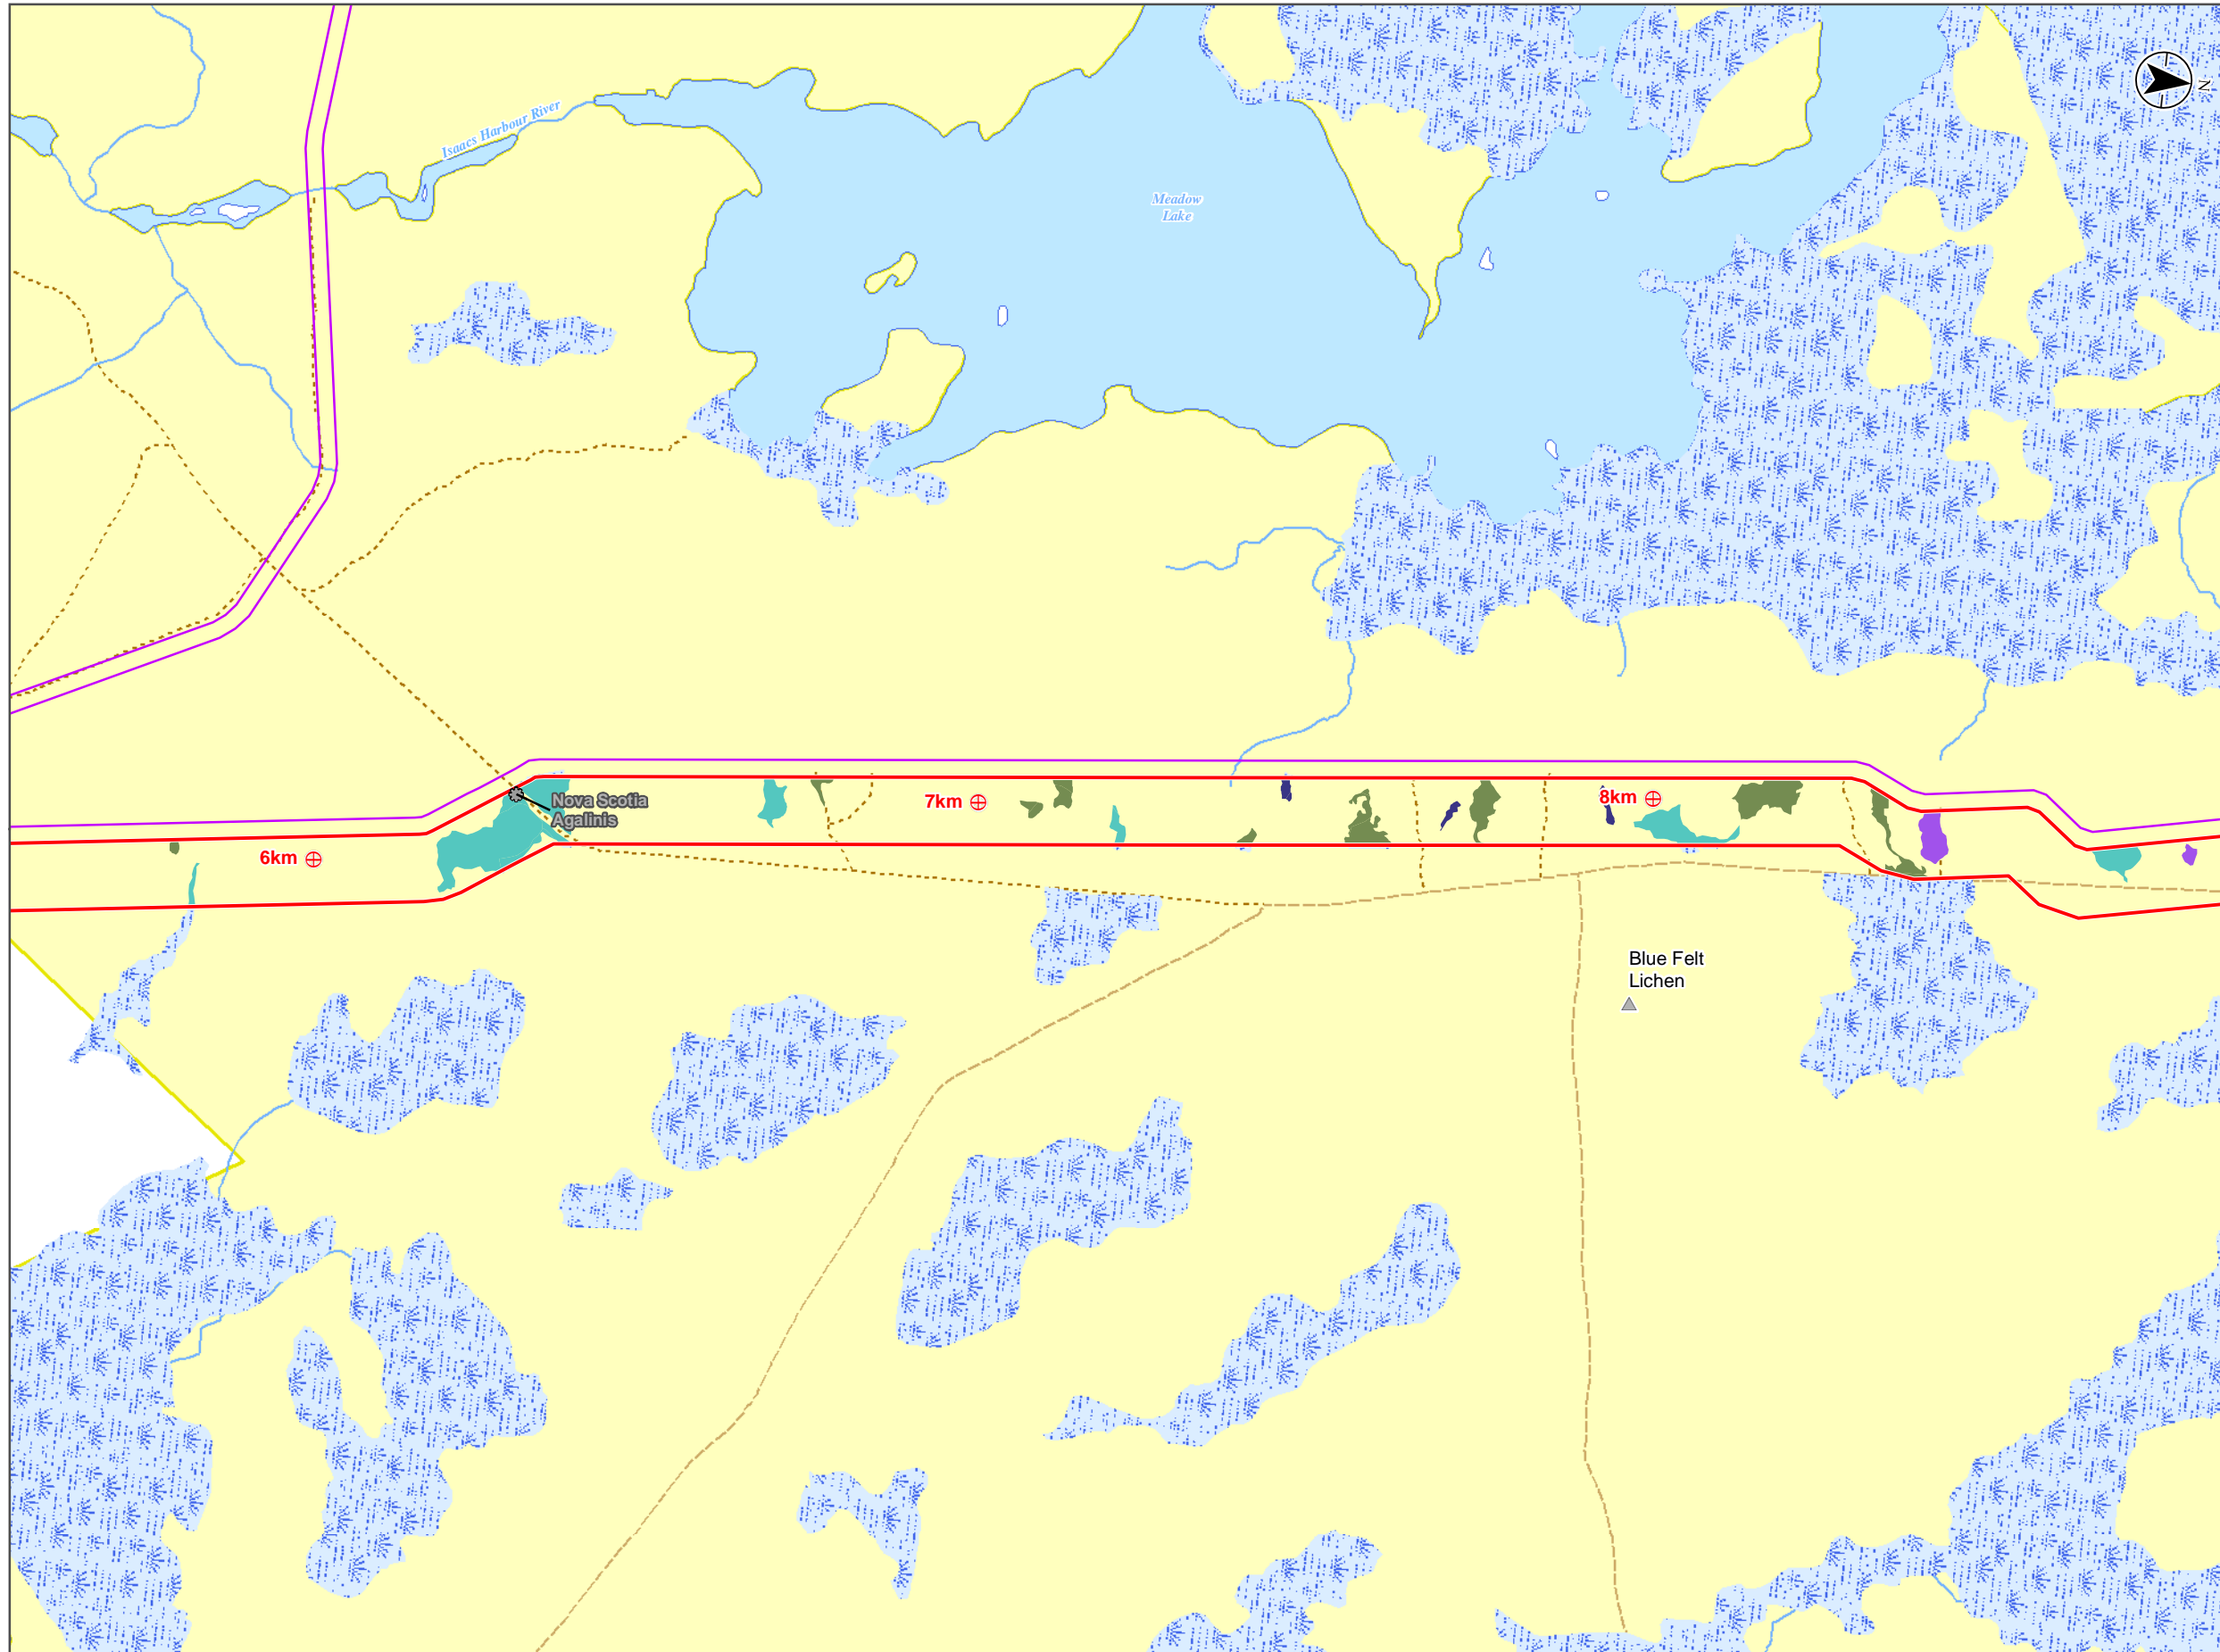 N
Isaacs Harbour River
Meadow
Lake
Nova Scotia
Agalinis
7km
8km
6km
Blue Felt
Lichen